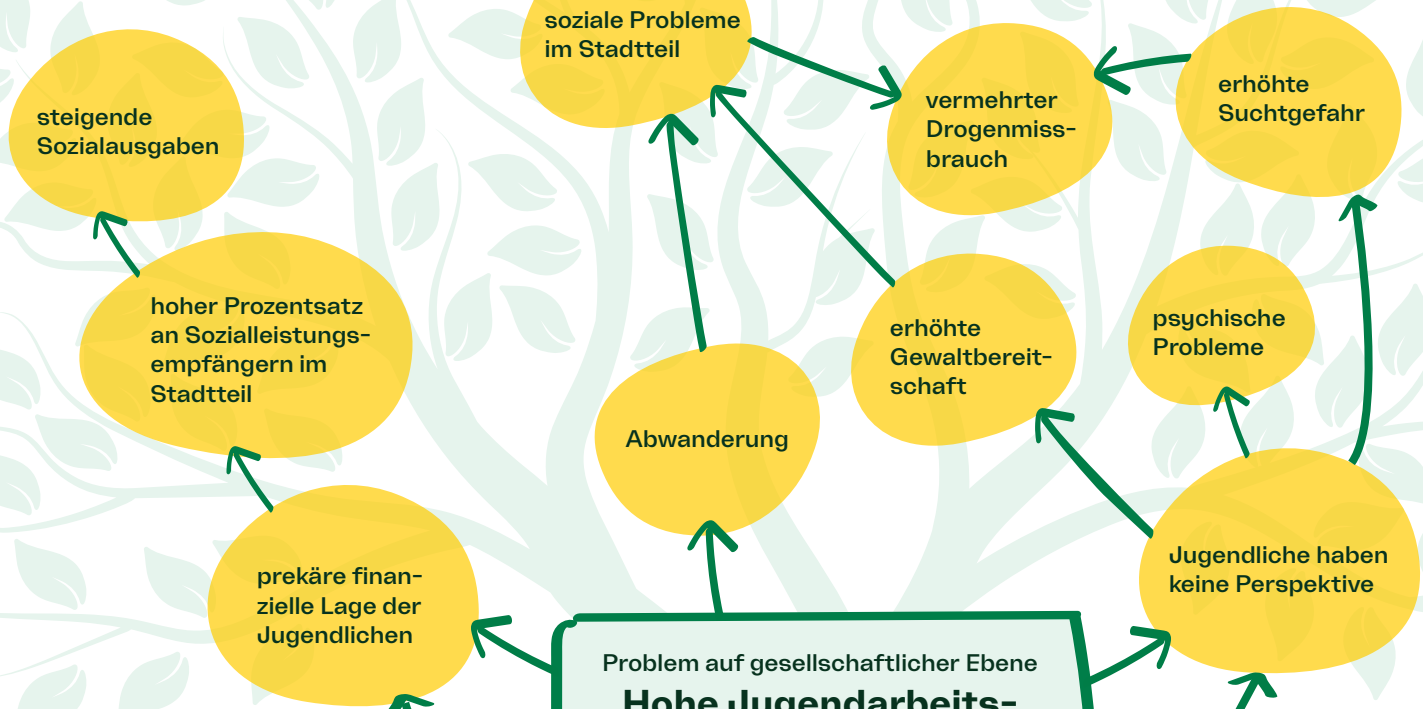 soziale Probleme
im Stadtteil
steigende
Sozialausgaben
vermehrter
Drogenmiss-
brauch
erhöhte
Suchtgefahr
hoher Prozentsatz
an Sozialleistungs-
empfängern im
Stadtteil
erhöhte
Gewaltbereit-
schaft
psychische
Probleme
Abwanderung
prekäre finan-
zielle Lage der
Jugendlichen
Jugendliche haben
keine Perspektive
Problem auf gesellschaftlicher Ebene
Hohe Jugendarbeits-